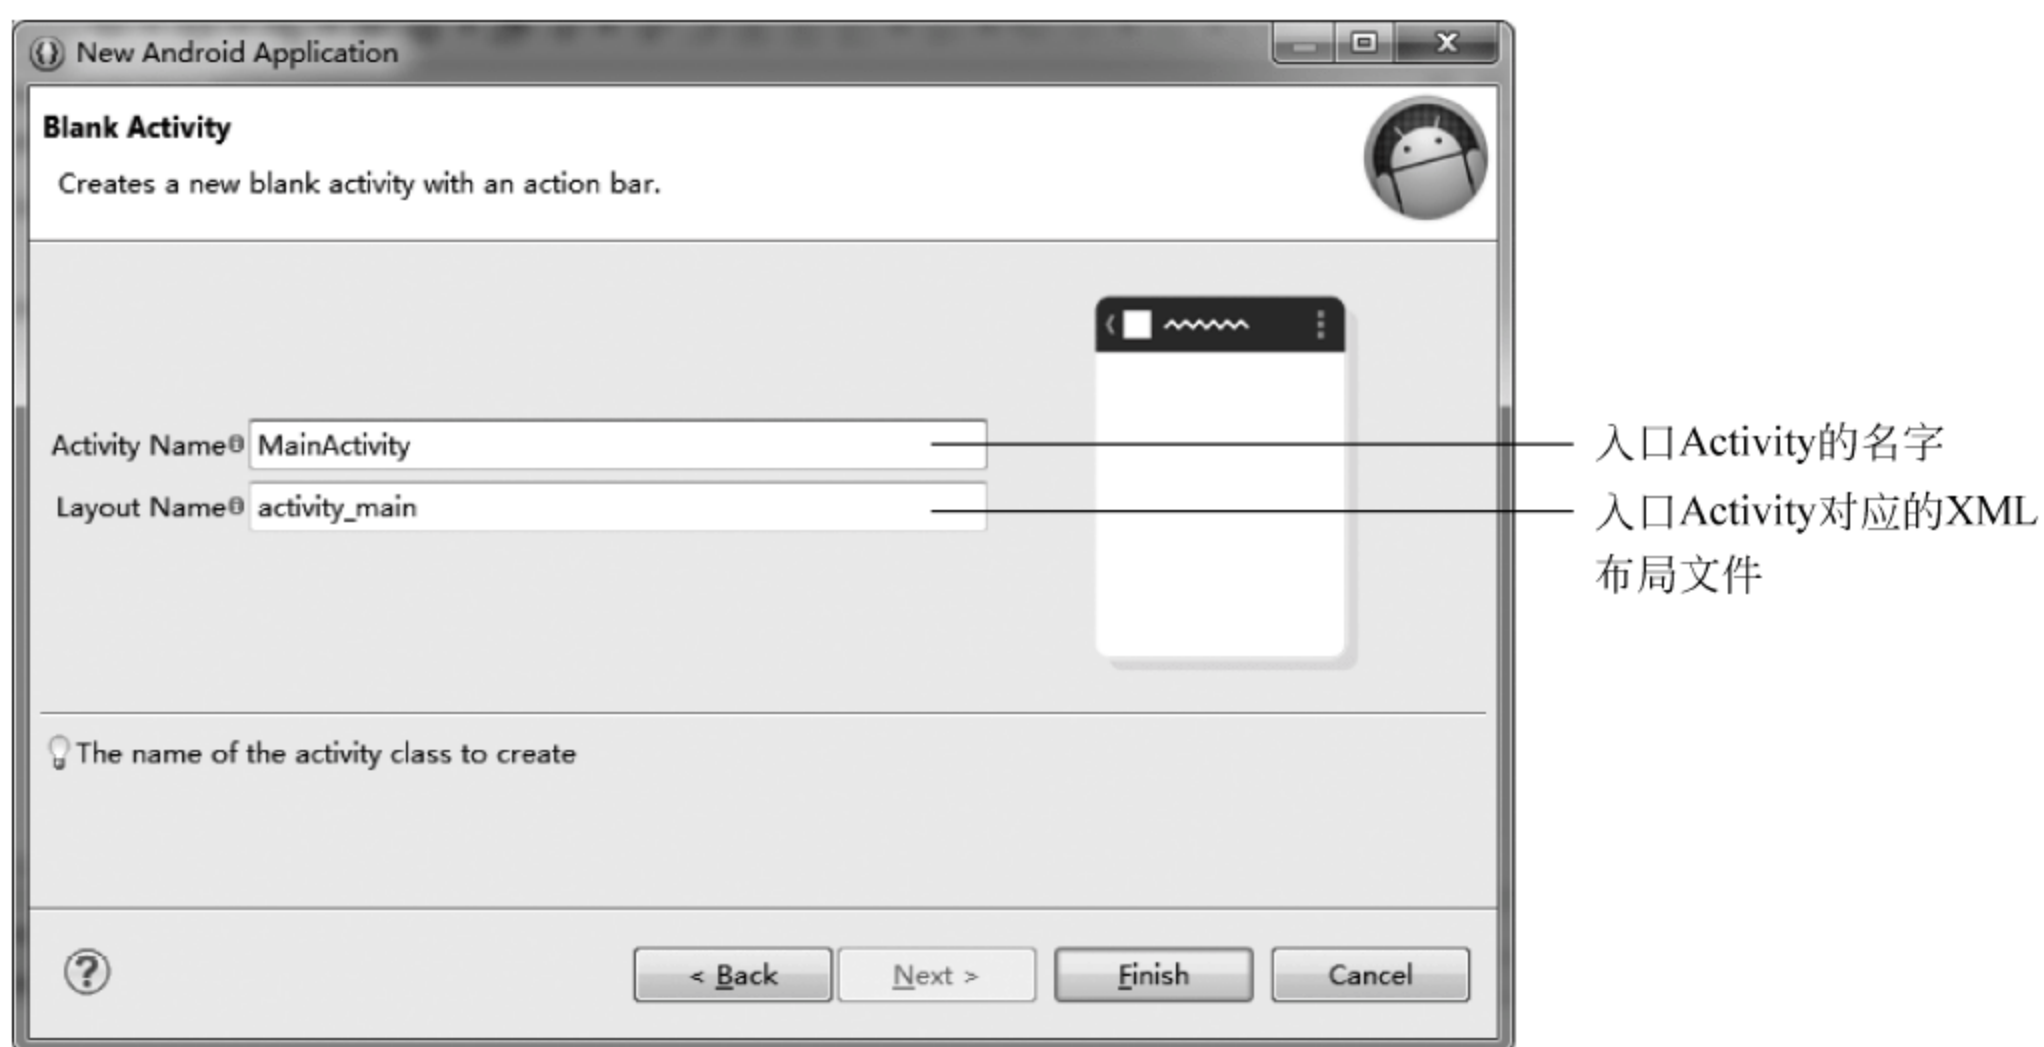 New Android Application
Blank Activity
Creates a new blank activity with an action bar.
Activity Name MainActivity
入口Activity的名字
Layout Name activity_main
入口Activity对应的XML
布局文件
The name of the activity class to create
< Back
Next >
Finish
Cancel